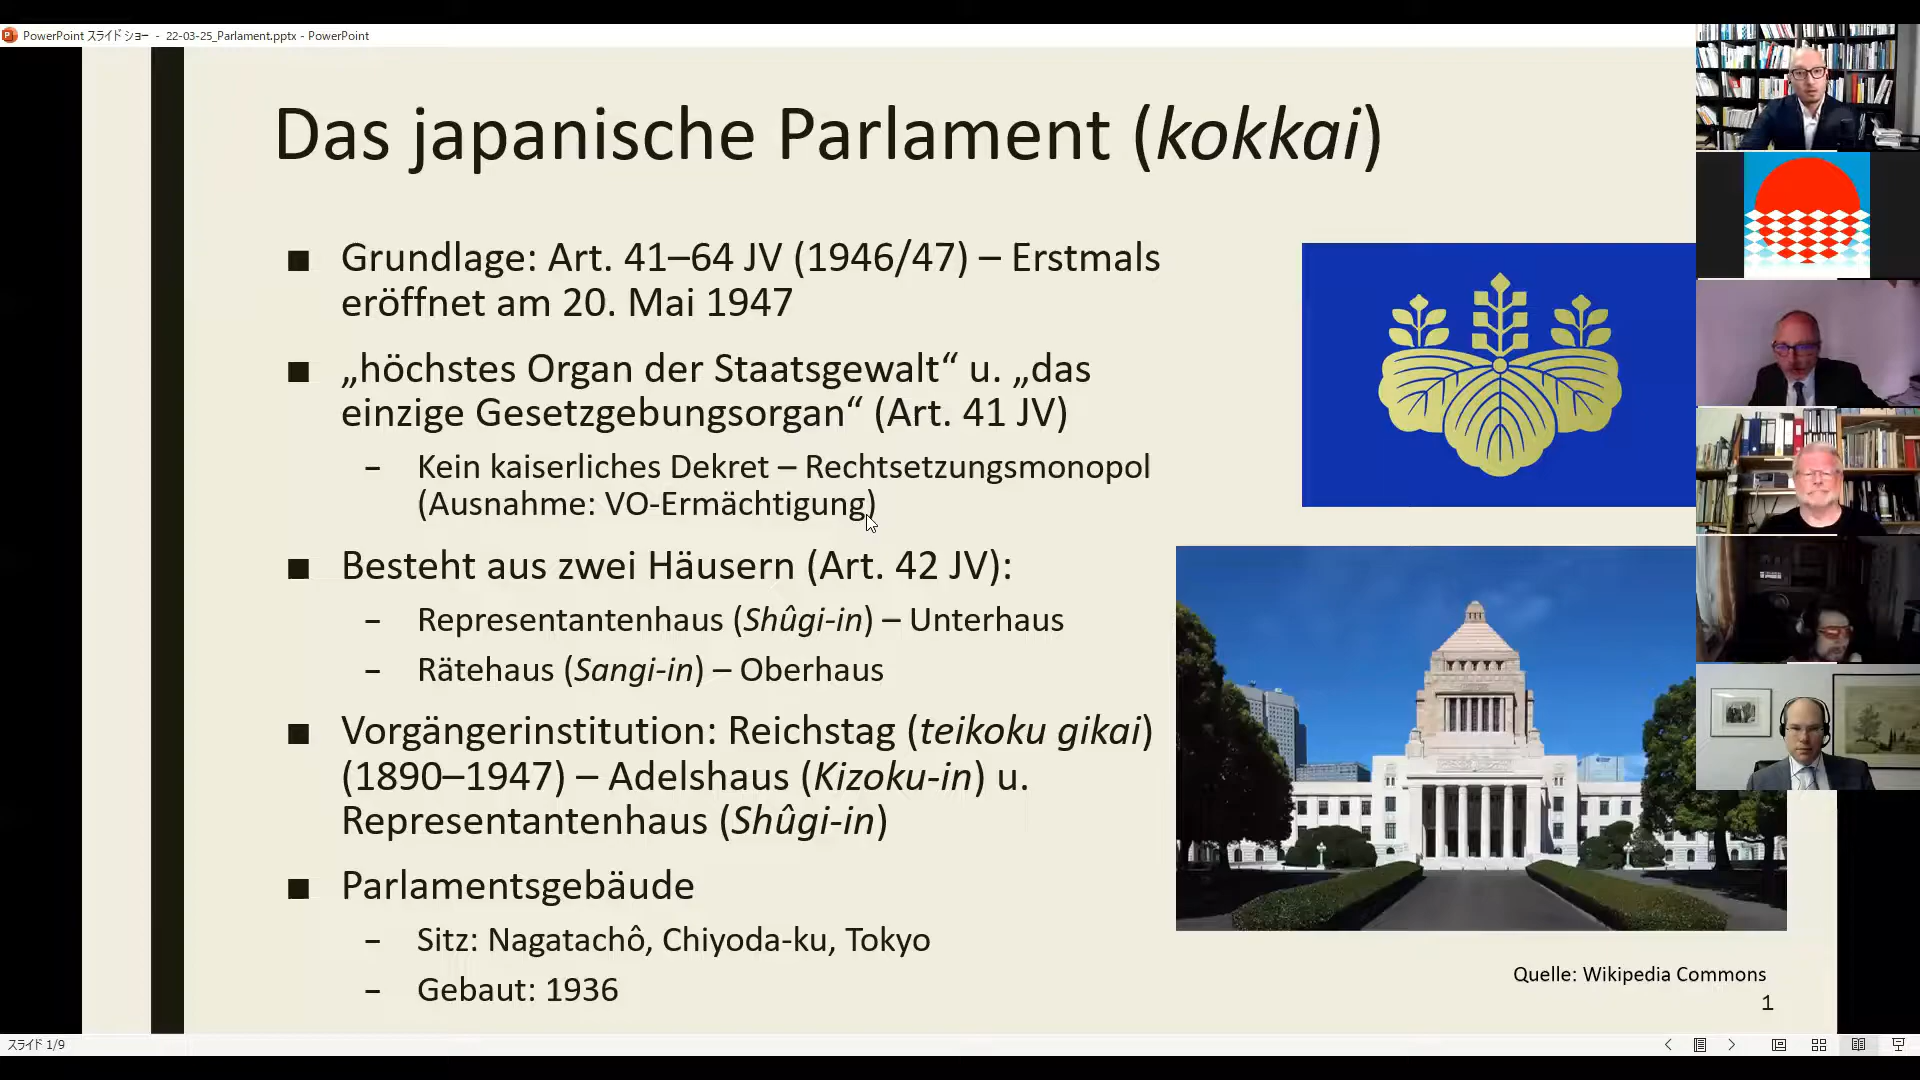 PowerPoint スライド ショー - 22-03-25_Parlament.pptx - PowerPoint
Das japanische Parlament (kokkai)
■ Grundlage: Art. 41–64 JV (1946/47) – Erstmals
eröffnet am 20. Mai 1947
■ „höchstes Organ der Staatsgewalt“ u. „das
einzige Gesetzgebungsorgan“ (Art. 41 JV)
– Kein kaiserliches Dekret – Rechtsetzungsmonopol
(Ausnahme: VO-Ermächtigung)
■ Besteht aus zwei Häusern (Art. 42 JV):
– Representantenhaus (Shûgi-in) – Unterhaus
– Rätehaus (Sangi-in) – Oberhaus
■ Vorgängerinstitution: Reichstag (teikoku gikai)
(1890–1947) – Adelshaus (Kizoku-in) u.
Representantenhaus (Shûgi-in)
■ Parlamentsgebäude
– Sitz: Nagatachô, Chiyoda-ku, Tokyo
– Gebaut: 1936
Quelle: Wikipedia Commons
1
スライド 1/9